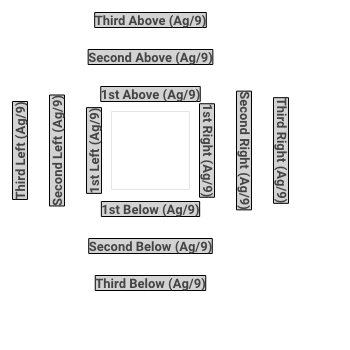 Third Above (Ag/9)
Second Above (Ag/9)
1st Above (Ag/9)
Third Left (Ag/9)
Second Left (Ag/9)
1st Left (Ag/9)
1st Right (Ag/9)
Second Right (Ag/9)
Third Right (Ag/9)
1st Below (Ag/9)
Second Below (Ag/9)
Third Below (Ag/9)